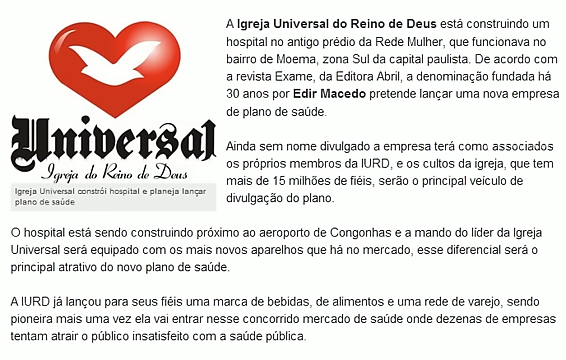 Universal
Igreja do Reino de Deus
Igreja Universal constrói hospital e planeja lançar
plano de saúde
A Igreja Universal do Reino de Deus está construindo um
hospital no antigo prédio da Rede Mulher, que funcionava no
bairro de Moema, zona Sul da capital paulista. De acordo com
a revista Exame, da Editora Abril, a denominação fundada há
30 anos por Edir Macedo pretende lançar uma nova empresa
de plano de saúde.
Ainda sem nome divulgado a empresa terá como associados
os próprios membros da IURD, e os cultos da igreja, que tem
mais de 15 milhões de fiéis, serão o principal veículo de
divulgação do plano.
O hospital está sendo construindo próximo ao aeroporto de Congonhas e a mando do líder da Igreja
Universal será equipado com os mais novos aparelhos que há no mercado, esse diferencial será o
principal atrativo do novo plano de saúde.
A IURD já lançou para seus fiéis uma marca de bebidas, de alimentos e uma rede de varejo, sendo
pioneira mais uma vez ela vai entrar nesse concorrido mercado de saúde onde dezenas de empresas
tentam atrair o público insatisfeito com a saúde pública.